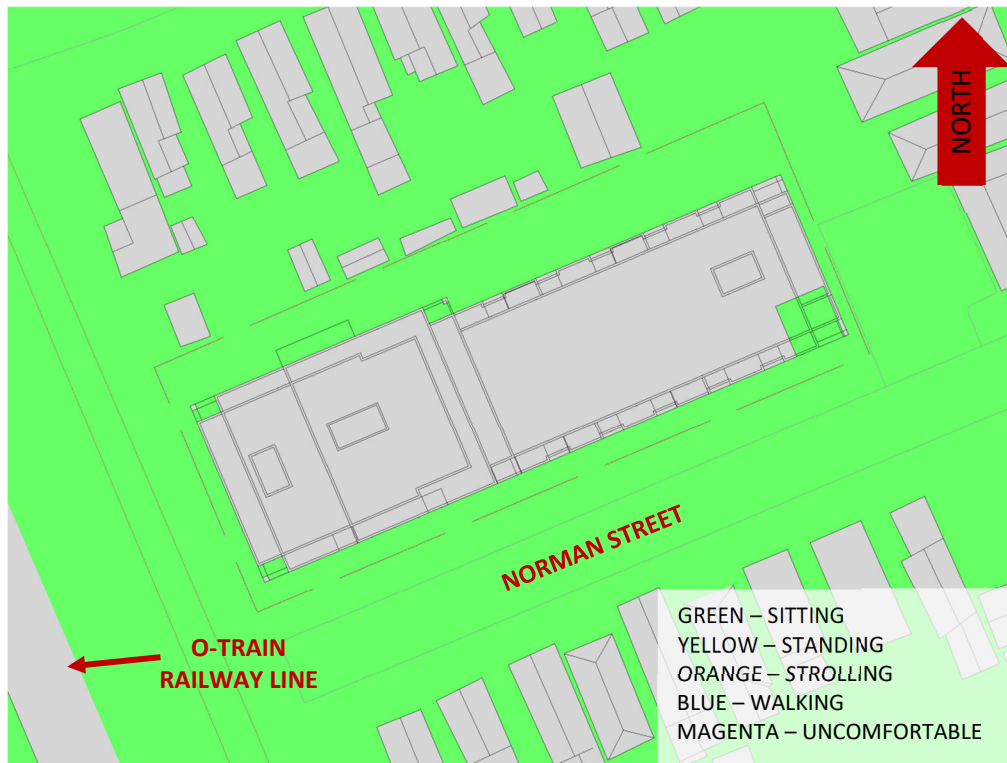 NORTH
NORMAN STREET
O-TRAIN
RAILWAY LINE
GREEN – SITTING
YELLOW – STANDING
ORANGE – STROLLING
BLUE – WALKING
MAGENTA – UNCOMFORTABLE